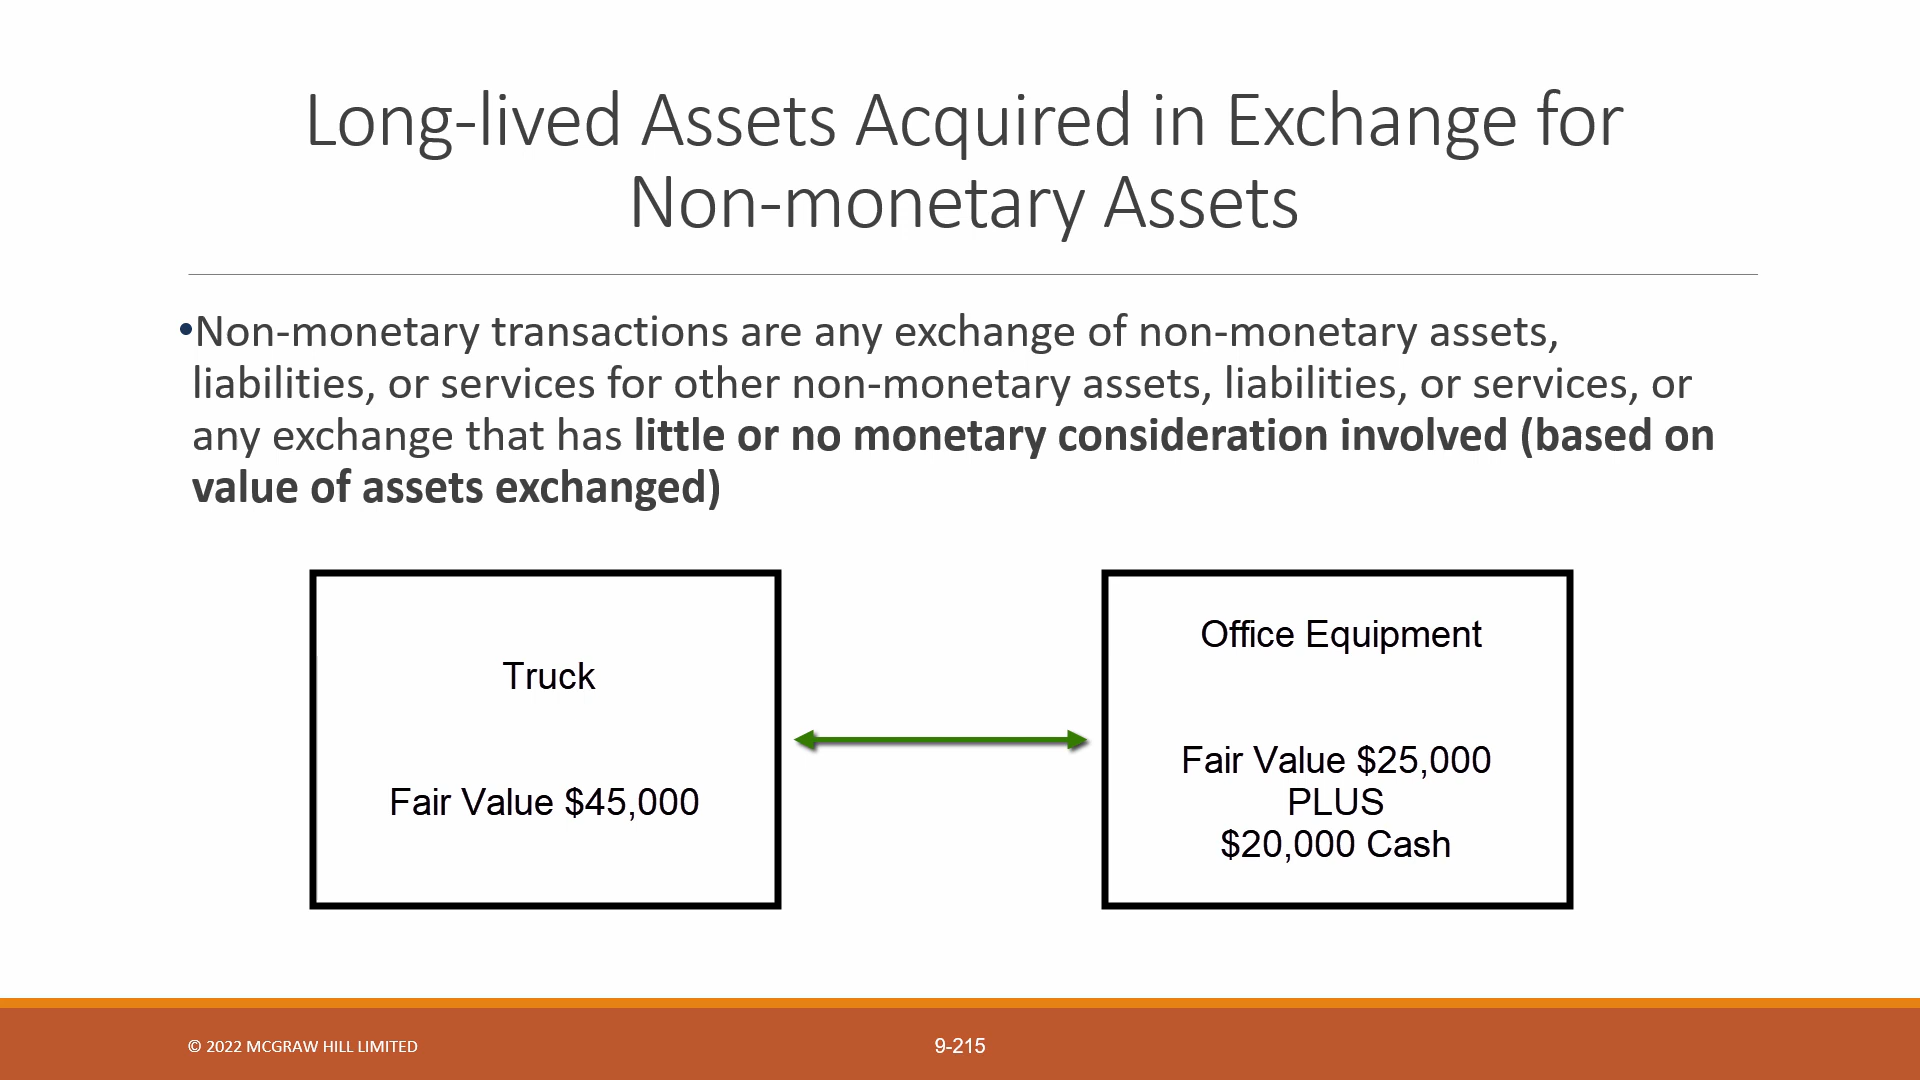 Long-lived Assets Acquired in Exchange for
Non-monetary Assets
•Non-monetary transactions are any exchange of non-monetary assets,
liabilities, or services for other non-monetary assets, liabilities, or services, or
any exchange that has little or no monetary consideration involved (based on
value of assets exchanged)
Truck
Fair Value $45,000
Office Equipment
Fair Value $25,000
PLUS
$20,000 Cash
© 2022 MCGRAW HILL LIMITED
9-215